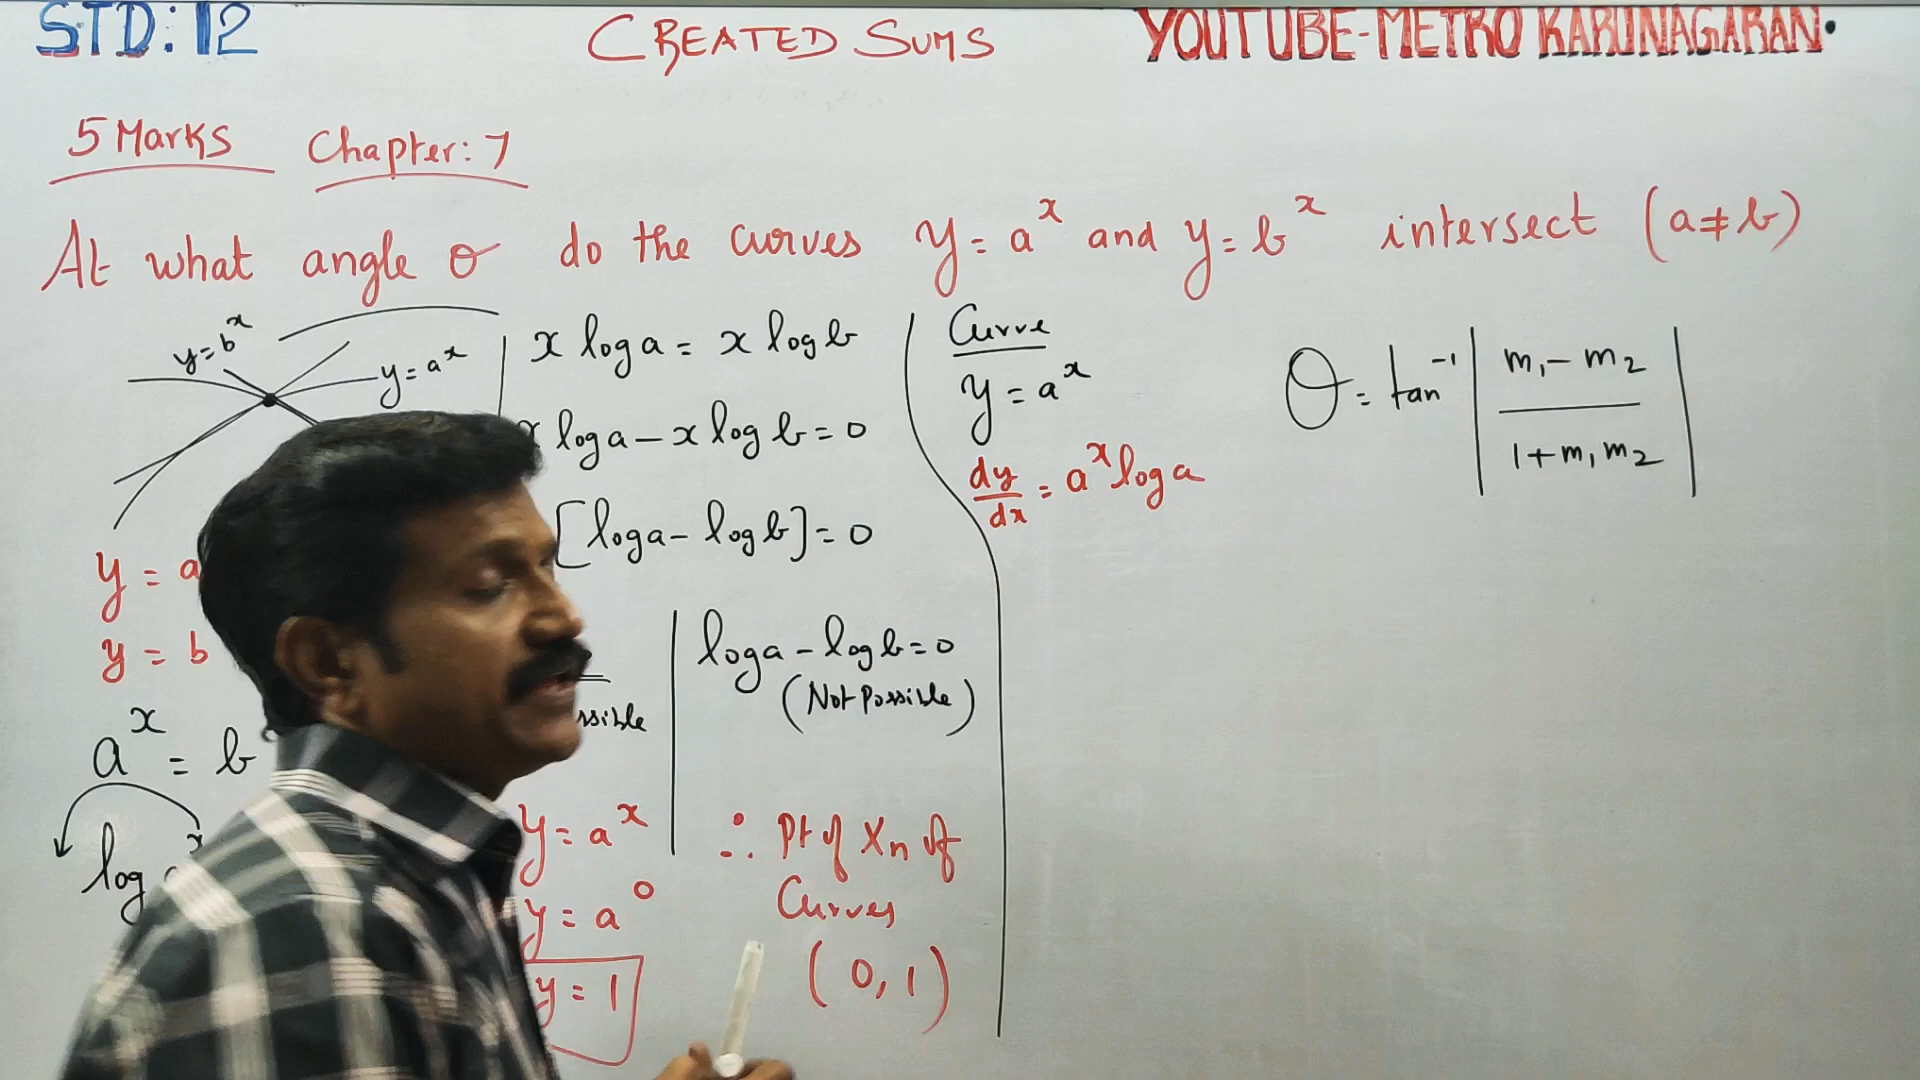 STD: 12
CREATED SUMS
YOUTUBE-METRO KARUNAGARAN.
5 Marks Chapter: 7
At what angle θ do the curves y = a^x and y = b^x intersect (a ≠ b)
y = b^x
y = a^x
y = a
y = b
a^x = b
log
x log a = x log b
log a - x log b = 0
[log a - log b] = 0
log a - log b = 0
(Not Possible)
y = a^x
y = a^0
y = 1
∴ Pt of Xn of
Curves
(0, 1)
Curve
y = a^x
dy/dx = a^x log a
θ = tan^-1 | m1 - m2 / 1 + m1 m2 |